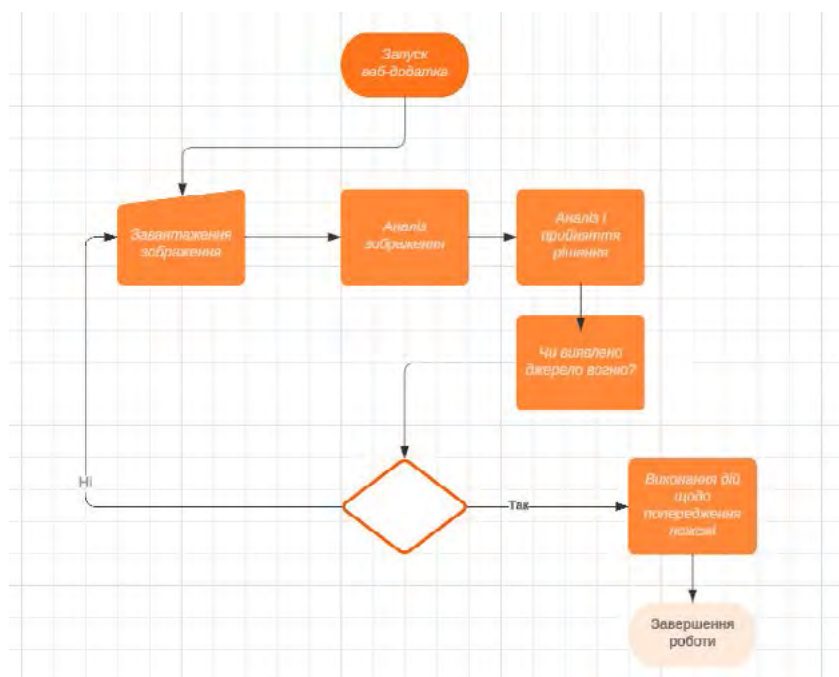 Запуск
веб-додатка
Завантаження
зображення
Аналіз
зображення
Аналіз і
прийняття
рішення
Чи виявлено
джерело вогню?
Ні
Так
Виконання дій
щодо
попередження
пожежі
Завершення
роботи